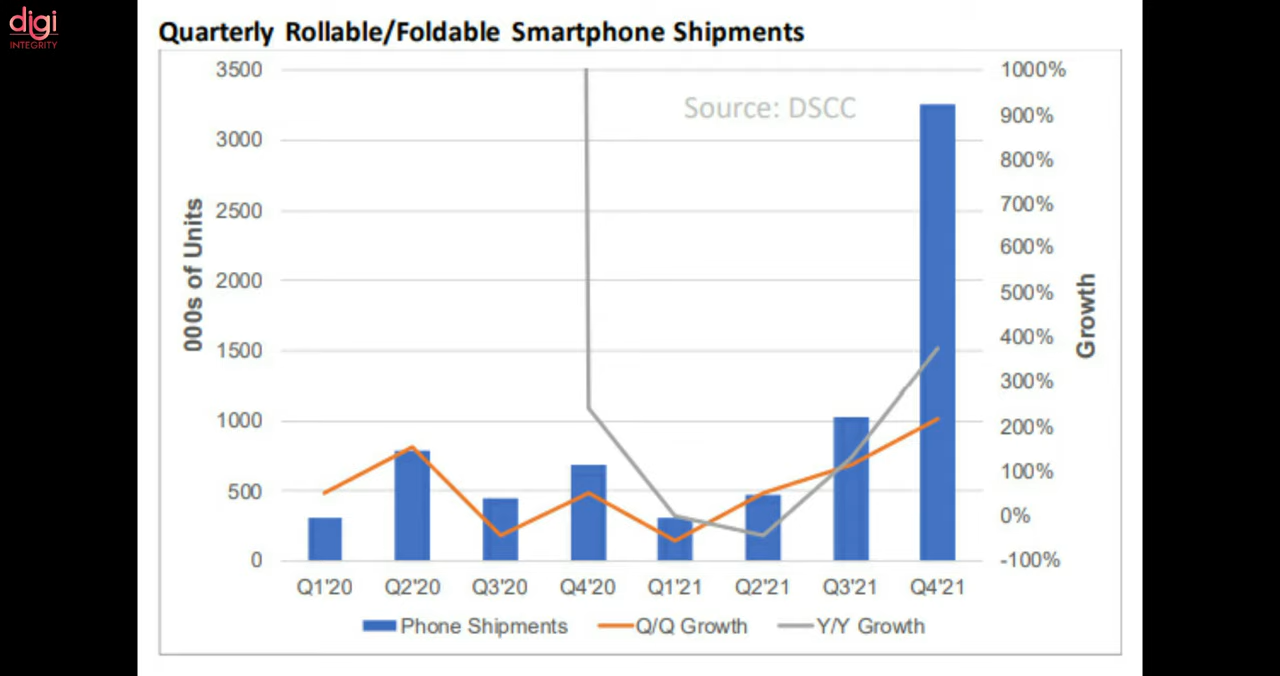 digi
INTEGRITY
Quarterly Rollable/Foldable Smartphone Shipments
Source: DSCC
000s of Units
3500
3000
2500
2000
1500
1000
500
0
1000%
900%
800%
700%
600%
500%
400%
300%
200%
100%
0%
-100%
Growth
Q1'20 Q2'20 Q3'20 Q4'20 Q1'21 Q2'21 Q3'21 Q4'21
Phone Shipments Q/Q Growth Y/Y Growth